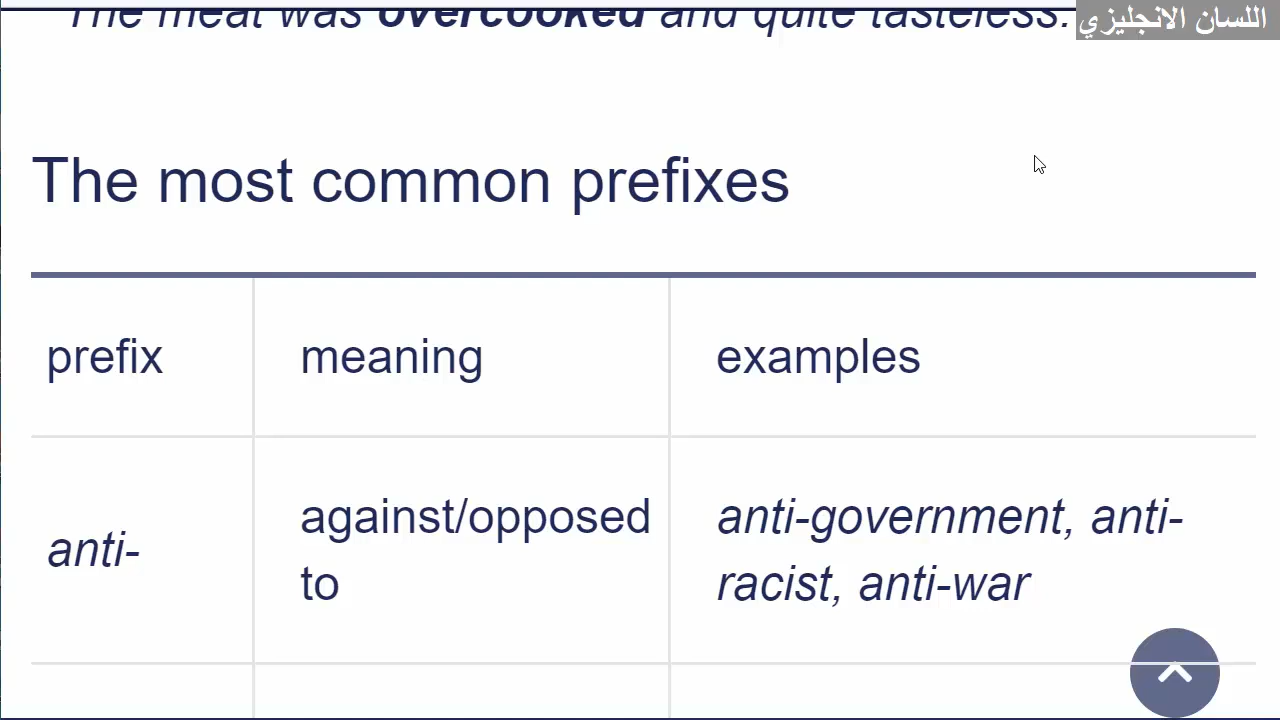 The meat was overcooked and quite tasteless.
اللسان الانجليزي
The most common prefixes
prefix
meaning
examples
anti-
against/opposed
to
anti-government, anti-
racist, anti-war